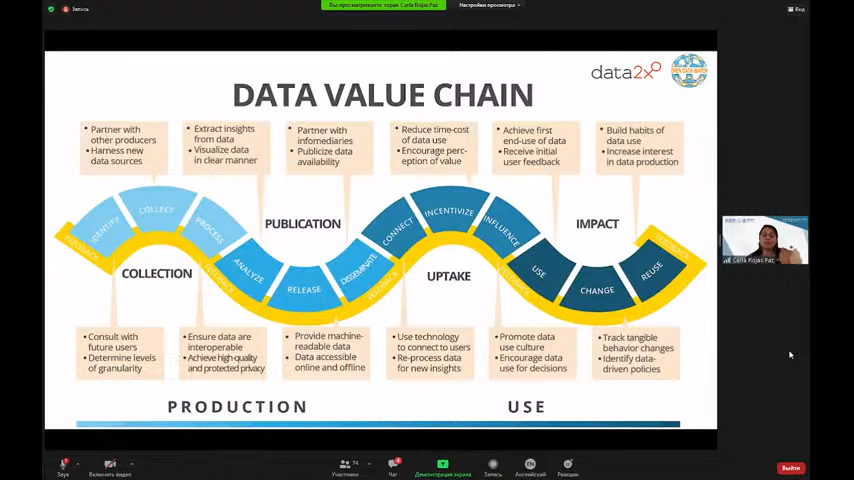 Запись
Вы просматриваете экран Carla Rojas Paz
Настройки просмотра
Вид
data2x
OPEN DATA WATCH
DATA VALUE CHAIN
• Partner with
other producers
• Harness new
data sources
• Extract insights
from data
• Visualize data
in clear manner
• Partner with
infomediaries
• Publicize data
availability
• Reduce time-cost
of data use
• Encourage perc-
eption of value
• Achieve first
end-use of data
• Receive initial
user feedback
• Build habits of
data use
• Increase interest
in data production
IDENTIFY
COLLECT
PROCESS
ANALYZE
RELEASE
DISSEMINATE
CONNECT
INCENTIVIZE
INFLUENCE
USE
CHANGE
REUSE
FEEDBACK
FEEDBACK
FEEDBACK
FEEDBACK
FEEDBACK
COLLECTION
PUBLICATION
UPTAKE
IMPACT
Carla Rojas Paz
• Consult with
future users
• Determine levels
of granularity
• Ensure data are
interoperable
• Achieve high-quality
and protected privacy
• Provide machine-
readable data
• Data accessible
online and offline
• Use technology
to connect to users
• Re-process data
for new insights
• Promote data
use culture
• Encourage data
use for decisions
• Track tangible
behavior changes
• Identify data-
driven policies
PRODUCTION
USE
Звук
Включить видео
74
Участники
4
Чат
Демонстрация экрана
Запись
EN
Английский
Реакции
Выйти